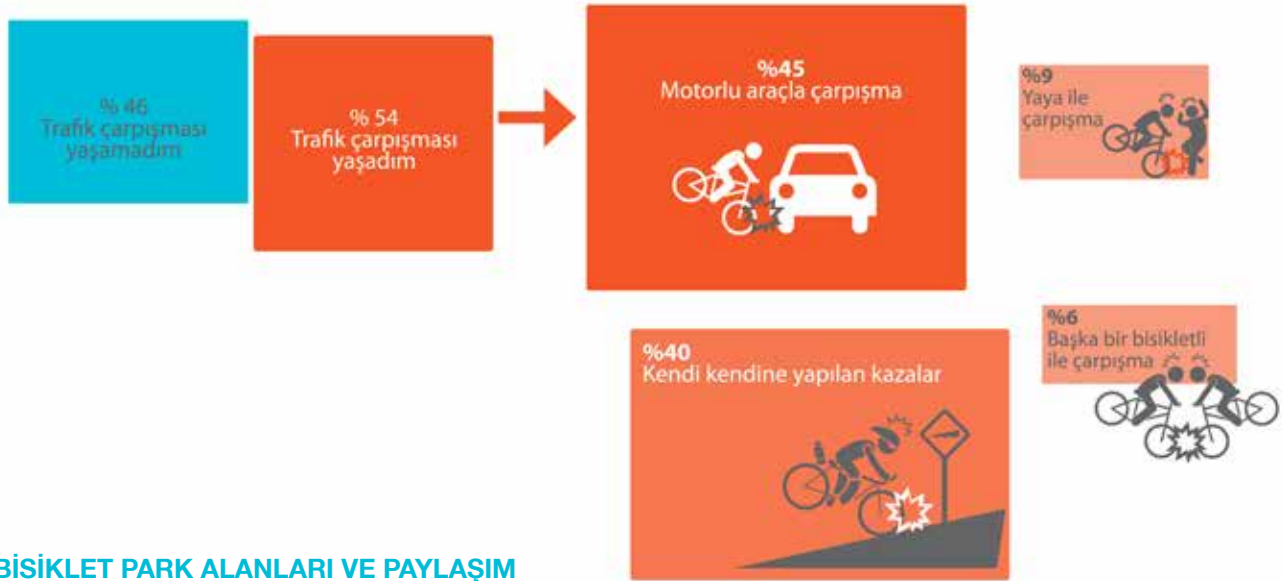 % 46
Trafik çarpışması
yaşamadım
% 54
Trafik çarpışması
yaşadım
%45
Motorlu araçla çarpışma
%9
Yaya ile
çarpışma
%40
Kendi kendine yapılan kazalar
%6
Başka bir bisikletli
ile çarpışma
BİSİKLET PARK ALANLARI VE PAYLAŞIM